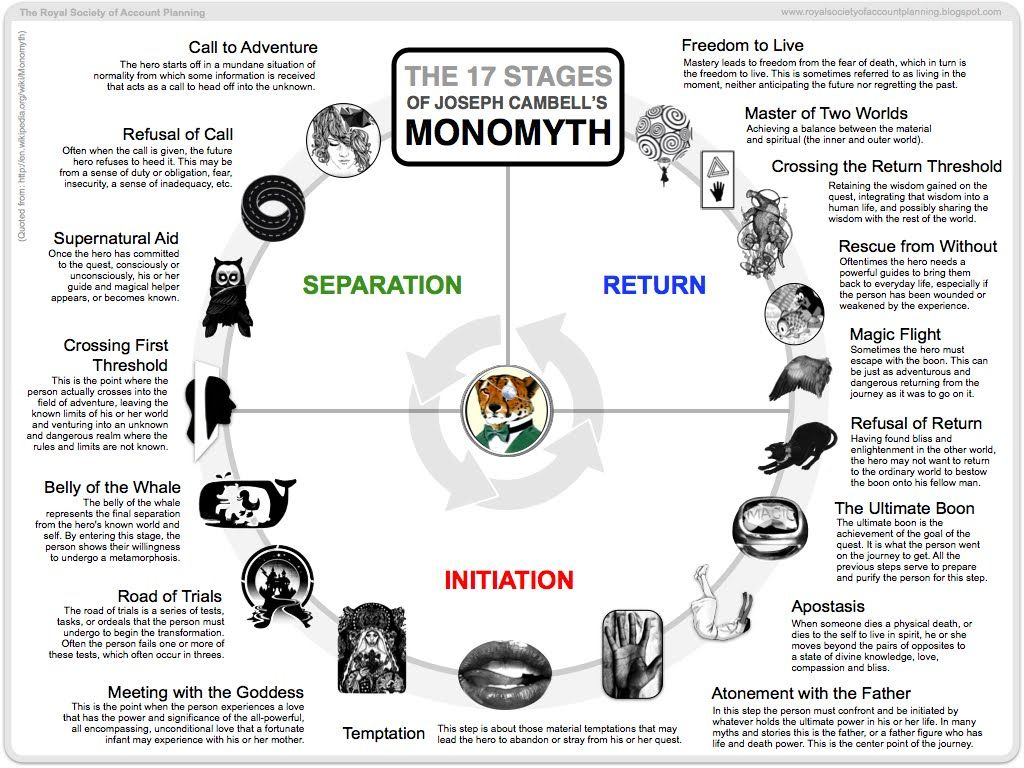 The Royal Society of Account Planning
www.royalsocietyofaccountplanning.blogspot.com
(Quoted from: http://en.wikipedia.org/wiki/Monomyth)
THE 17 STAGES
OF JOSEPH CAMBELL'S
MONOMYTH
Call to Adventure
The hero starts off in a mundane situation of
normality from which some information is received
that acts as a call to head off into the unknown.
Refusal of Call
Often when the call is given, the future
hero refuses to heed it. This may be
from a sense of duty or obligation, fear,
insecurity, a sense of inadequacy, etc.
Supernatural Aid
Once the hero has committed
to the quest, consciously or
unconsciously, his or her
guide and magical helper
appears, or becomes known.
Crossing First
Threshold
This is the point where the
person actually crosses into the
field of adventure, leaving the
known limits of his or her world
and venturing into an unknown
and dangerous realm where the
rules and limits are not known.
Belly of the Whale
The belly of the whale
represents the final separation
from the hero's known world and
self. By entering this stage, the
person shows their willingness
to undergo a metamorphosis.
Road of Trials
The road of trials is a series of tests,
tasks, or ordeals that the person must
undergo to begin the transformation.
Often the person fails one or more of
these tests, which often occur in threes.
Meeting with the Goddess
This is the point when the person experiences a love
that has the power and significance of the all-powerful,
all encompassing, unconditional love that a fortunate
infant may experience with his or her mother.
Temptation
This step is about those material temptations that may
lead the hero to abandon or stray from his or her quest.
Atonement with the Father
In this step the person must confront and be initiated by
whatever holds the ultimate power in his or her life. In many
myths and stories this is the father, or a father figure who has
life and death power. This is the center point of the journey.
Apostasis
When someone dies a physical death, or
dies to the self to live in spirit, he or she
moves beyond the pairs of opposites to
a state of divine knowledge, love,
compassion and bliss.
The Ultimate Boon
The ultimate boon is the
achievement of the goal of the
quest. It is what the person went
on the journey to get. All the
previous steps serve to prepare
and purify the person for this step.
MAGIC
Refusal of Return
Having found bliss and
enlightenment in the other world,
the hero may not want to return
to the ordinary world to bestow
the boon onto his fellow man.
Magic Flight
Sometimes the hero must
escape with the boon. This can
be just as adventurous and
dangerous returning from the
journey as it was to go on it.
Rescue from Without
Oftentimes the hero needs a
powerful guides to bring them
back to everyday life, especially if
the person has been wounded or
weakened by the experience.
Crossing the Return Threshold
Retaining the wisdom gained on the
quest, integrating that wisdom into a
human life, and possibly sharing the
wisdom with the rest of the world.
Master of Two Worlds
Achieving a balance between the material
and spiritual (the inner and outer world).
Freedom to Live
Mastery leads to freedom from the fear of death, which in turn is
the freedom to live. This is sometimes referred to as living in the
moment, neither anticipating the future nor regretting the past.
SEPARATION
RETURN
INITIATION